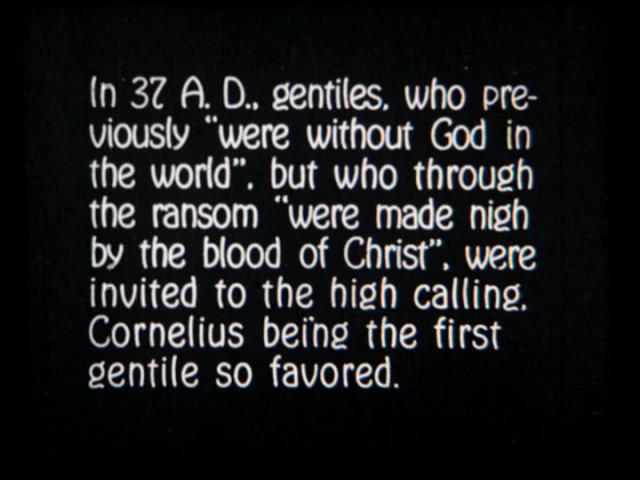 In 37 A. D., gentiles, who pre-
viously "were without God in
the world", but who through
the ransom "were made nigh
by the blood of Christ", were
invited to the high calling,
Cornelius being the first
gentile so favored.